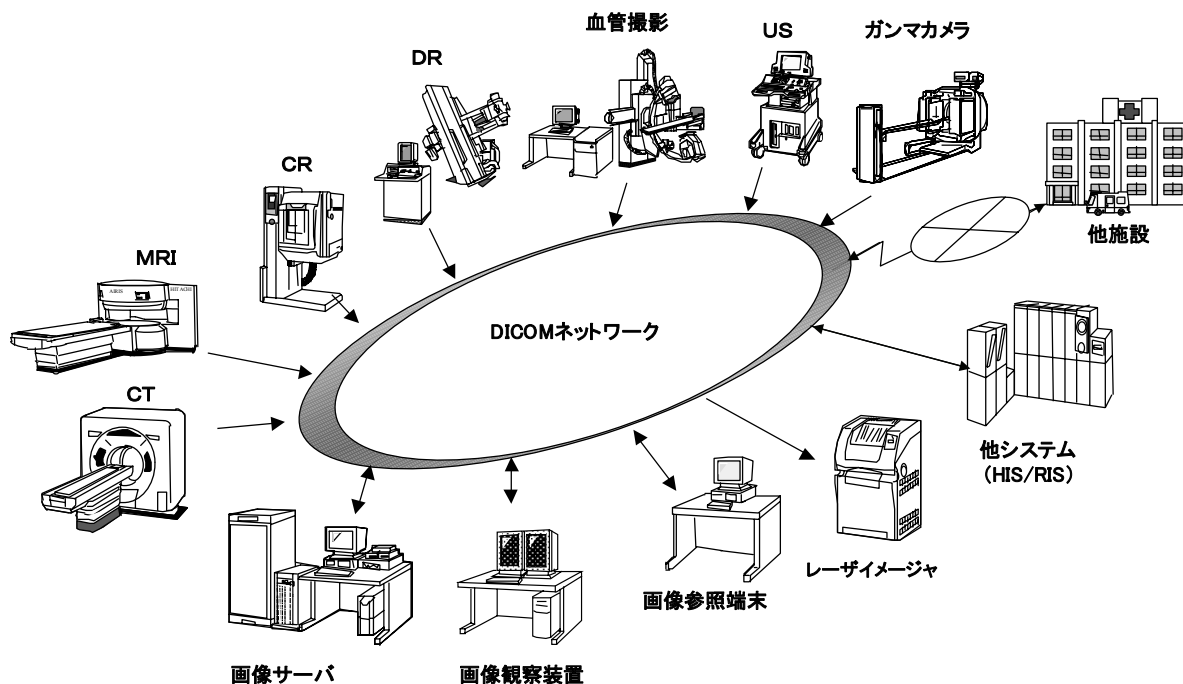 血管撮影
US
ガンマカメラ
DR
CR
MRI
AIRIS
HITACHI
CT
DICOMネットワーク
他施設
他システム
(HIS/RIS)
レーザイメージャ
画像参照端末
画像観察装置
画像サーバ